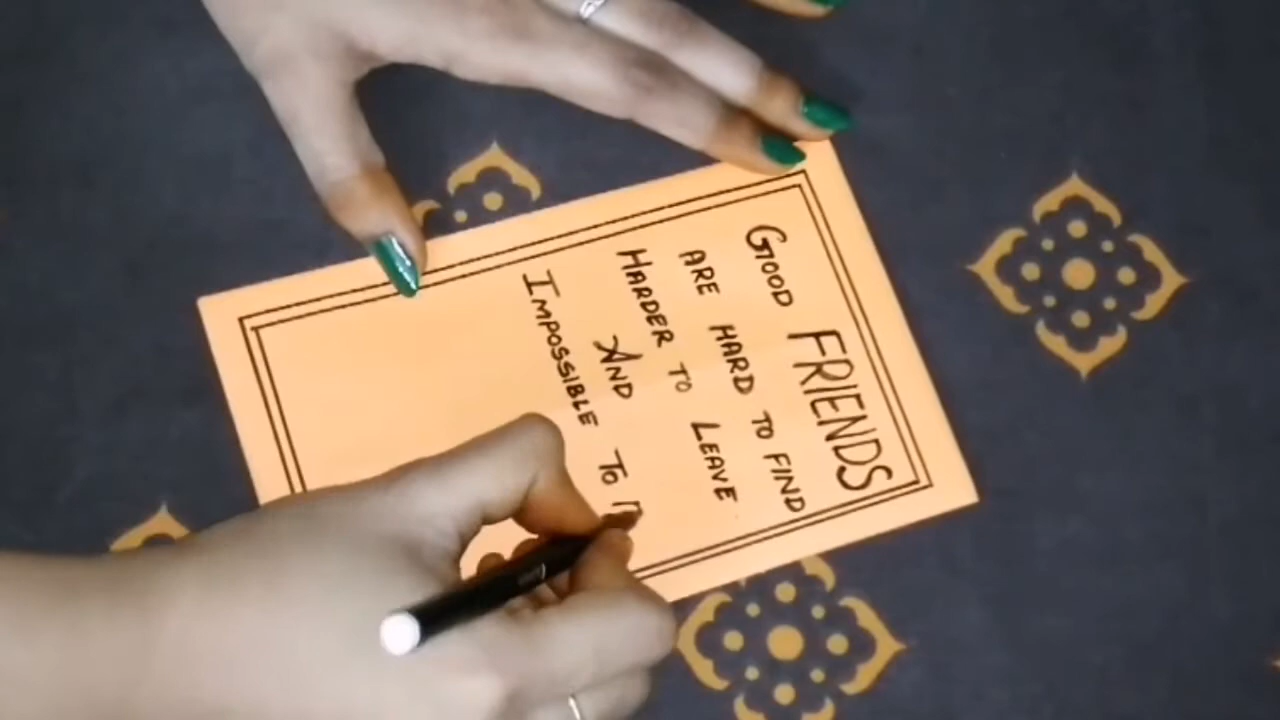 GOOD FRIENDS
ARE HARD TO FIND
HARDER TO LEAVE
AND
IMPOSSIBLE TO